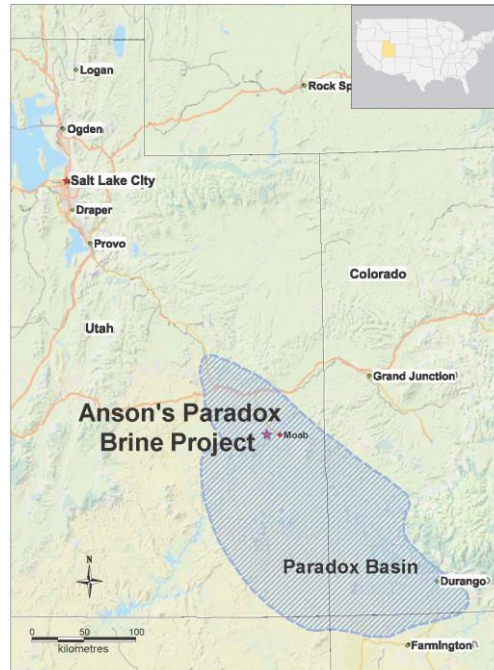 Logan
Rock Sp
Ogden
Salt Lake City
Draper
Provo
Colorado
Utah
Grand Junction
Anson's Paradox
Brine Project
Moab
Paradox Basin
N
Durango
0 50 100
kilometres
Farmington